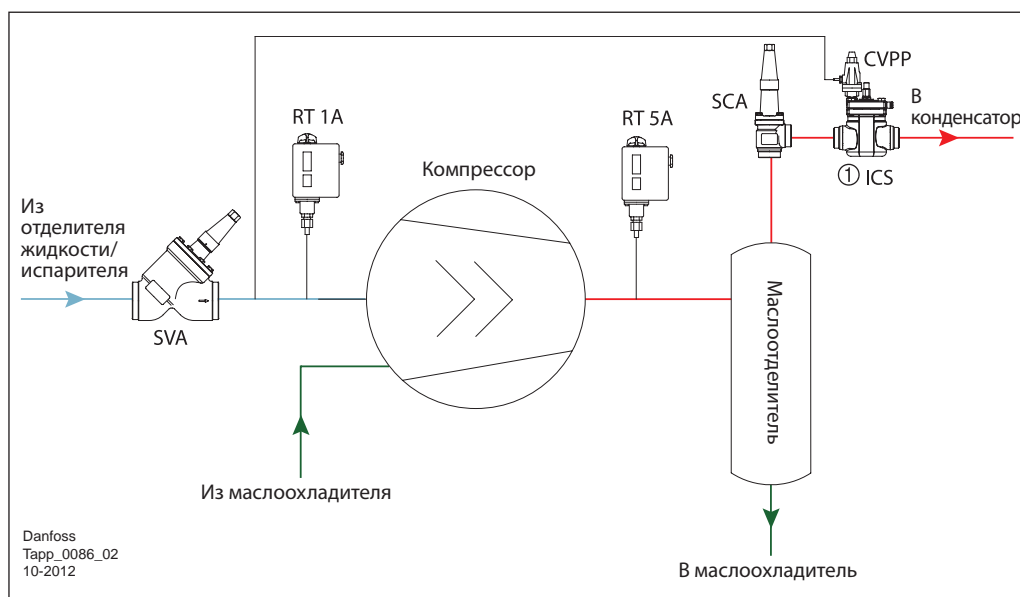 CVPP
SCA
В
конденсатор
RT 1A
RT 5A
Компрессор
① ICS
Из
отделителя
жидкости/
испарителя
SVA
Маслоотделитель
Из маслоохладителя
В маслоохладитель
Danfoss
Tapp_0086_02
10-2012